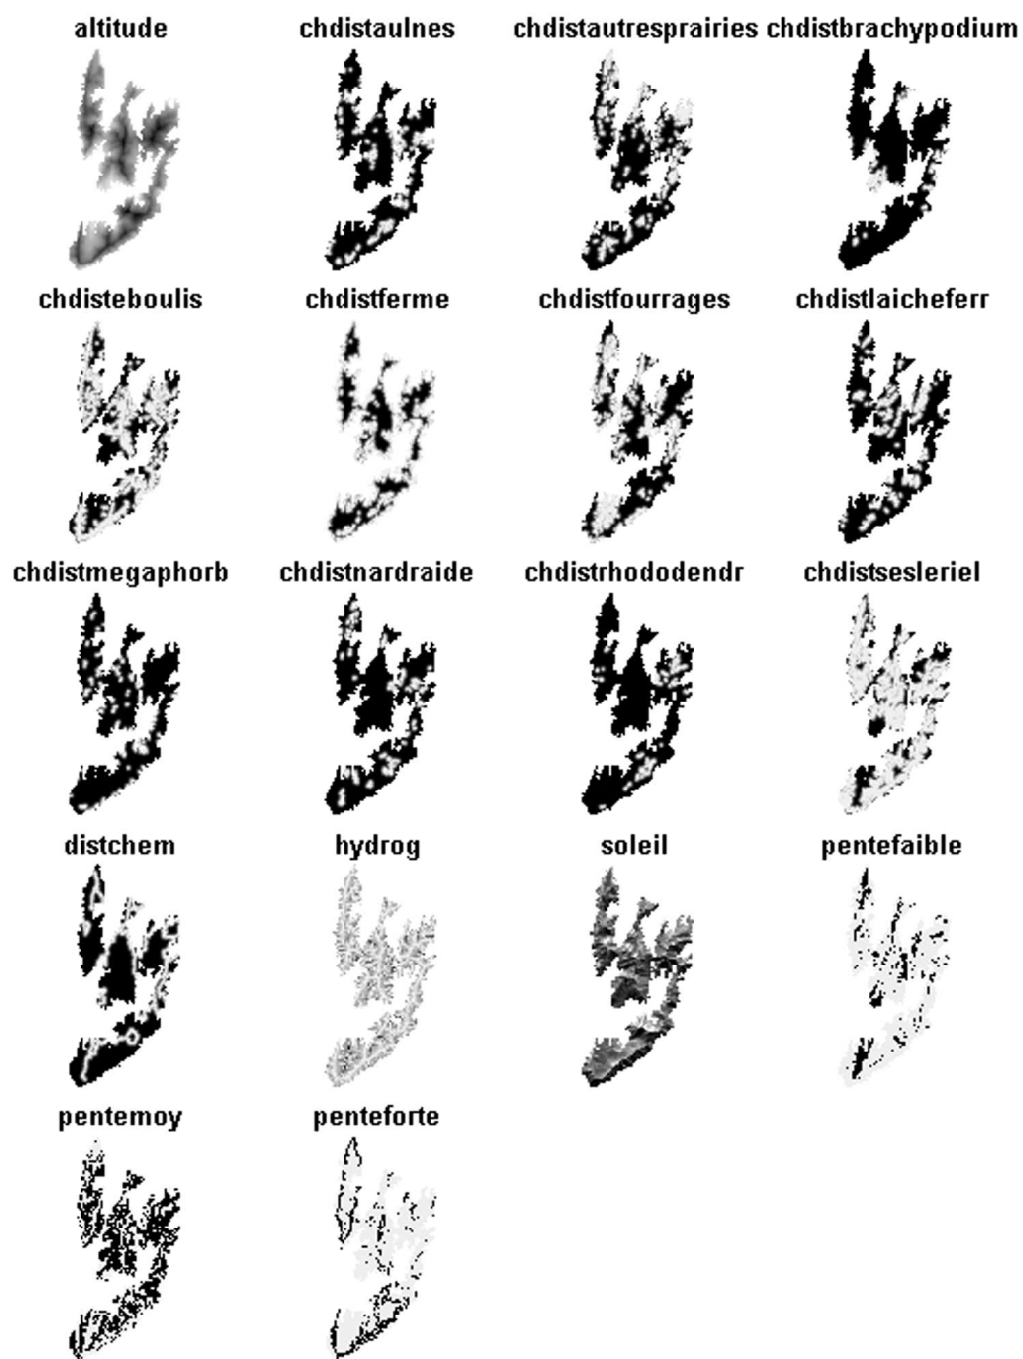 altitude chdistaulnes chdistautresprairies chdistbrachypodium
chdisteboulis chdistferme chdistfourrages chdistlaicheferr
chdistmegaphorb chdistnardraide chdistrhododendr chdistsesleriel
distchem hydrog soleil pentefaible
pentemoy penteforte